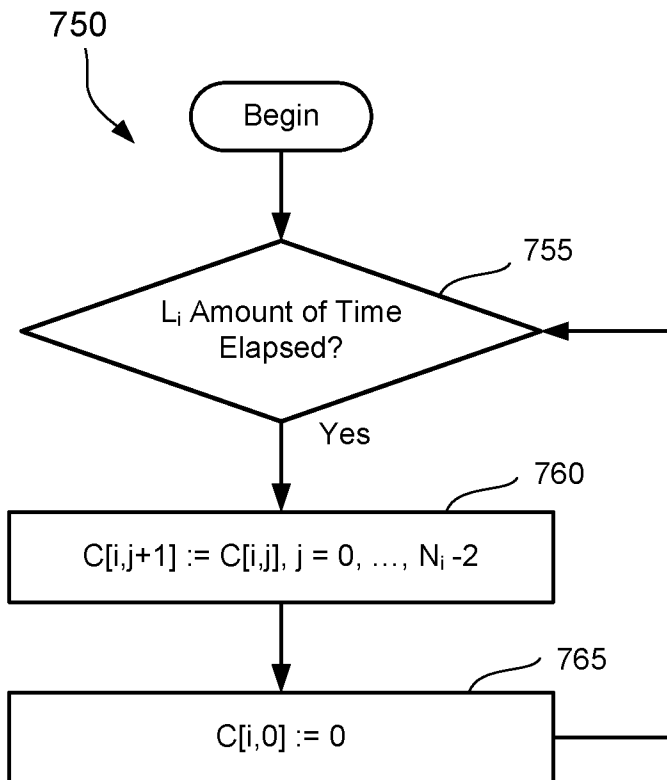 750
Begin
755
Lᵢ Amount of Time
Elapsed?
Yes
760
C[i,j+1] := C[i,j], j = 0, …, Nᵢ -2
765
C[i,0] := 0